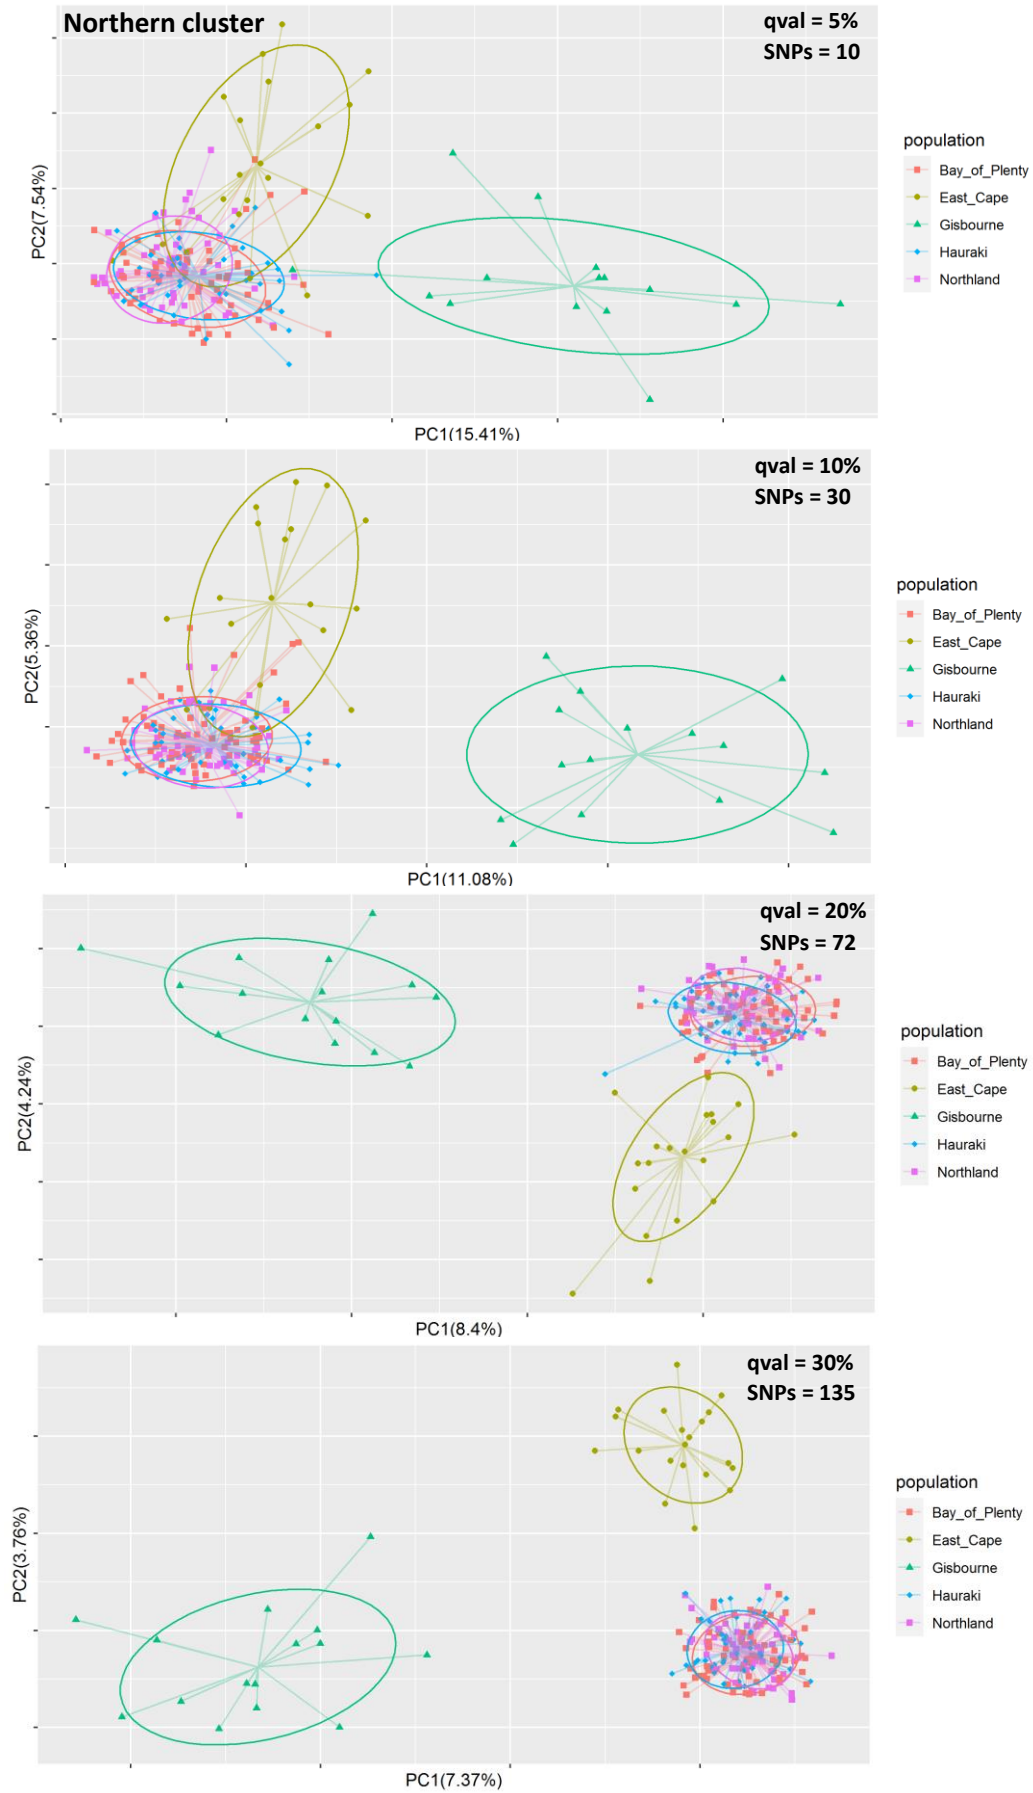 Northern cluster
qval = 5%
SNPs = 10
PC2(7.54%)
PC1(15.41%)
population
Bay_of_Plenty
East_Cape
Gisbourne
Hauraki
Northland
qval = 10%
SNPs = 30
PC2(5.36%)
PC1(11.08%)
population
Bay_of_Plenty
East_Cape
Gisbourne
Hauraki
Northland
qval = 20%
SNPs = 72
PC2(4.24%)
PC1(8.4%)
population
Bay_of_Plenty
East_Cape
Gisbourne
Hauraki
Northland
qval = 30%
SNPs = 135
PC2(3.76%)
PC1(7.37%)
population
Bay_of_Plenty
East_Cape
Gisbourne
Hauraki
Northland